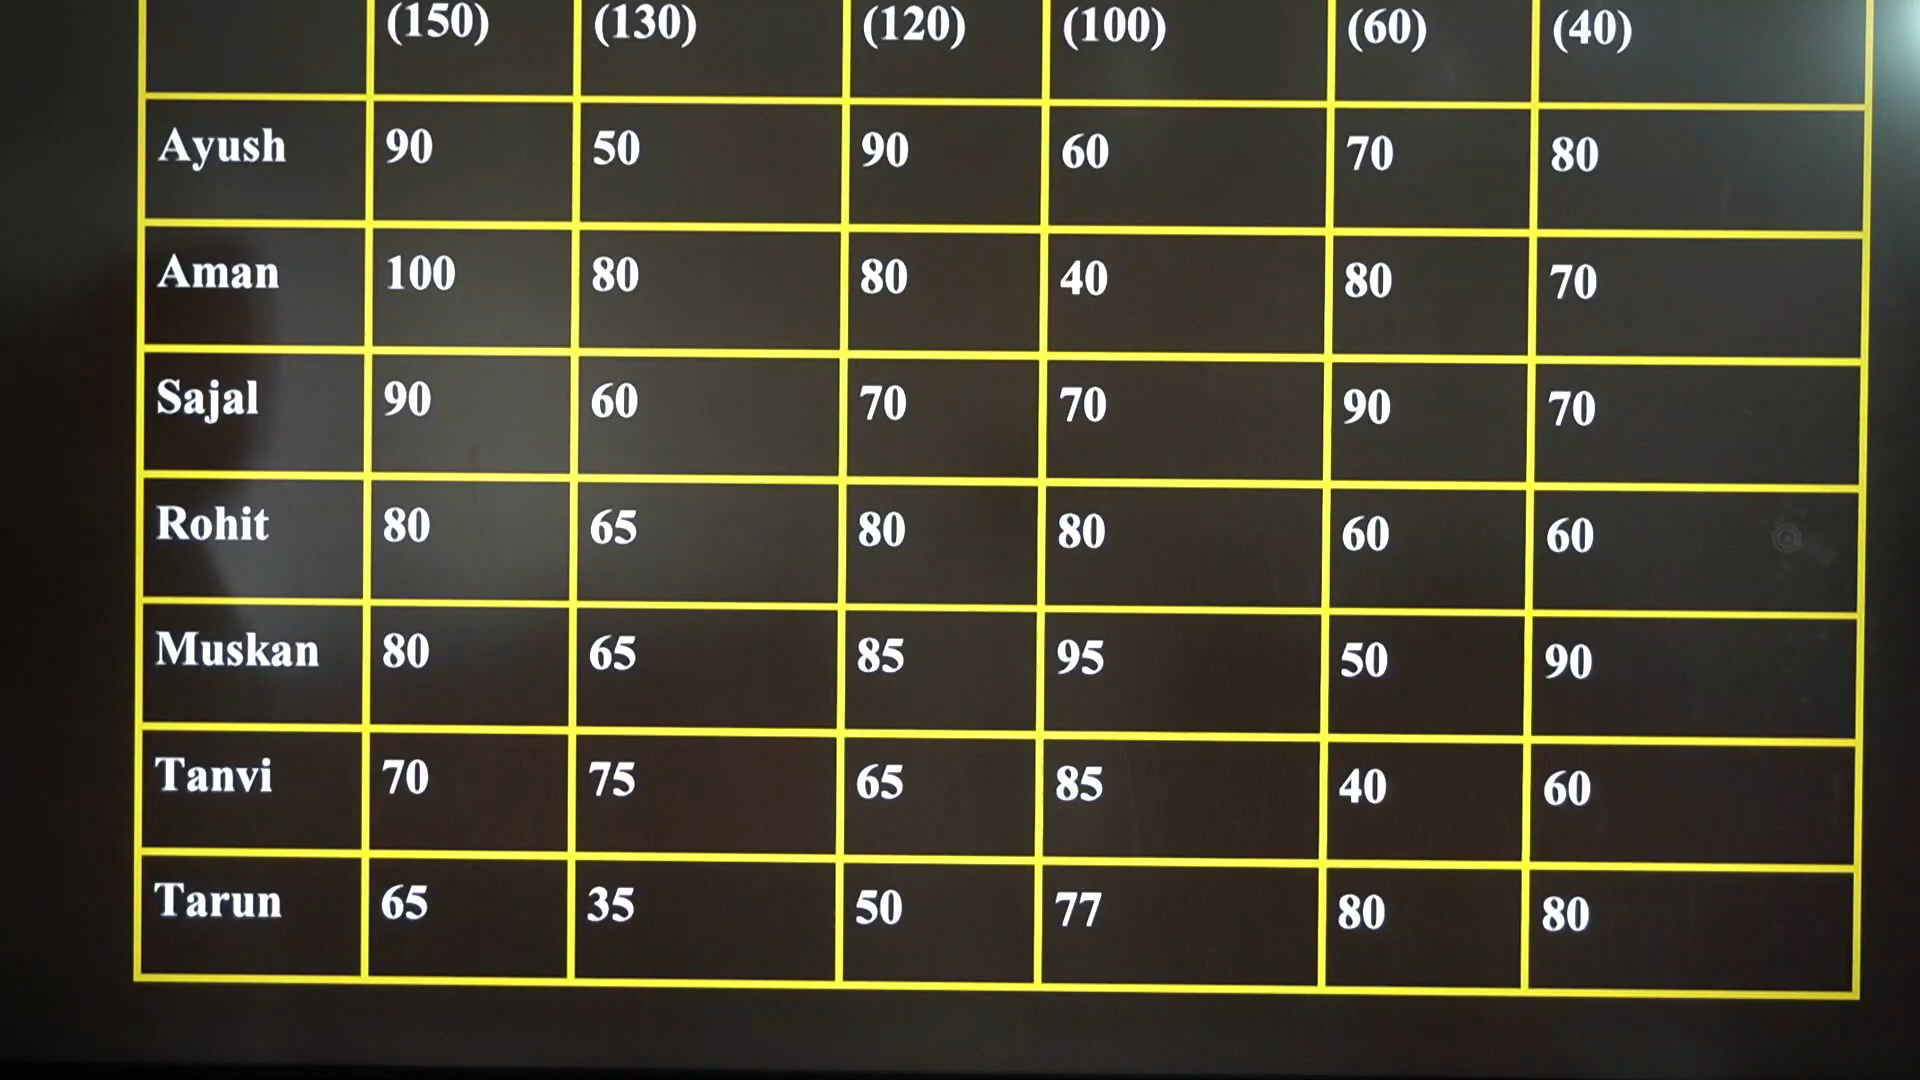 (150) (130) (120) (100) (60) (40)
Ayush 90 50 90 60 70 80
Aman 100 80 80 40 80 70
Sajal 90 60 70 70 90 70
Rohit 80 65 80 80 60 60
Muskan 80 65 85 95 50 90
Tanvi 70 75 65 85 40 60
Tarun 65 35 50 77 80 80